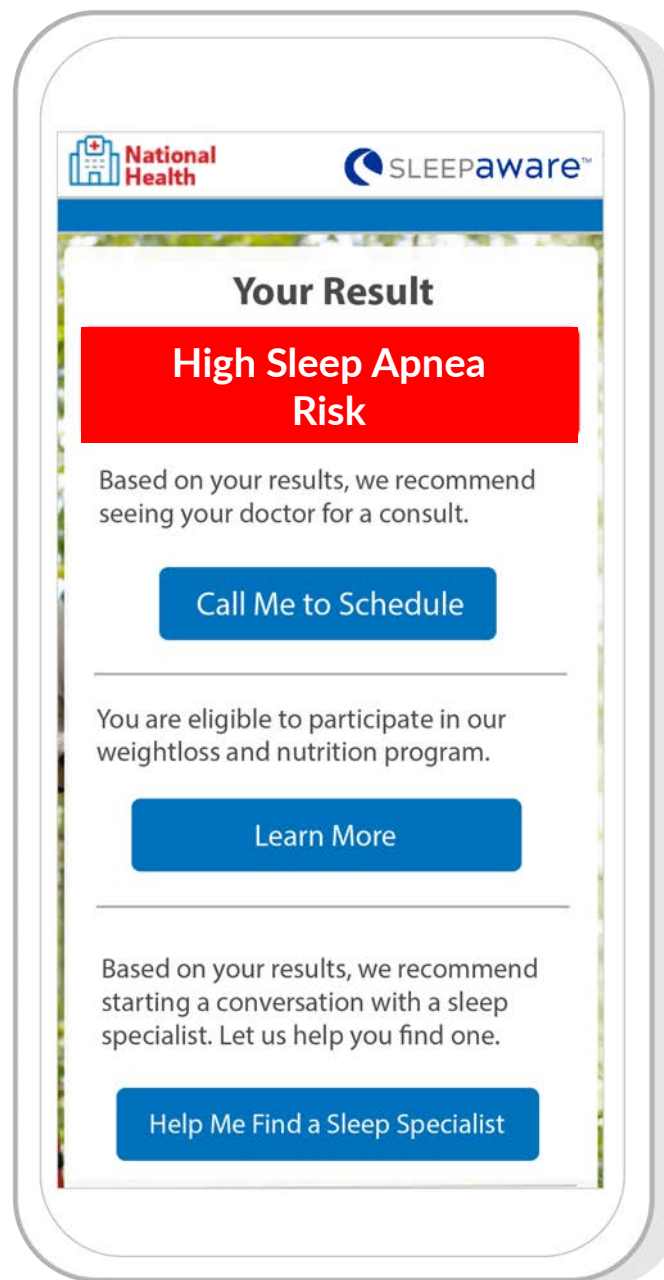 National
Health
SLEEPaware™
Your Result
High Sleep Apnea
Risk
Based on your results, we recommend
seeing your doctor for a consult.
Call Me to Schedule
You are eligible to participate in our
weightloss and nutrition program.
Learn More
Based on your results, we recommend
starting a conversation with a sleep
specialist. Let us help you find one.
Help Me Find a Sleep Specialist